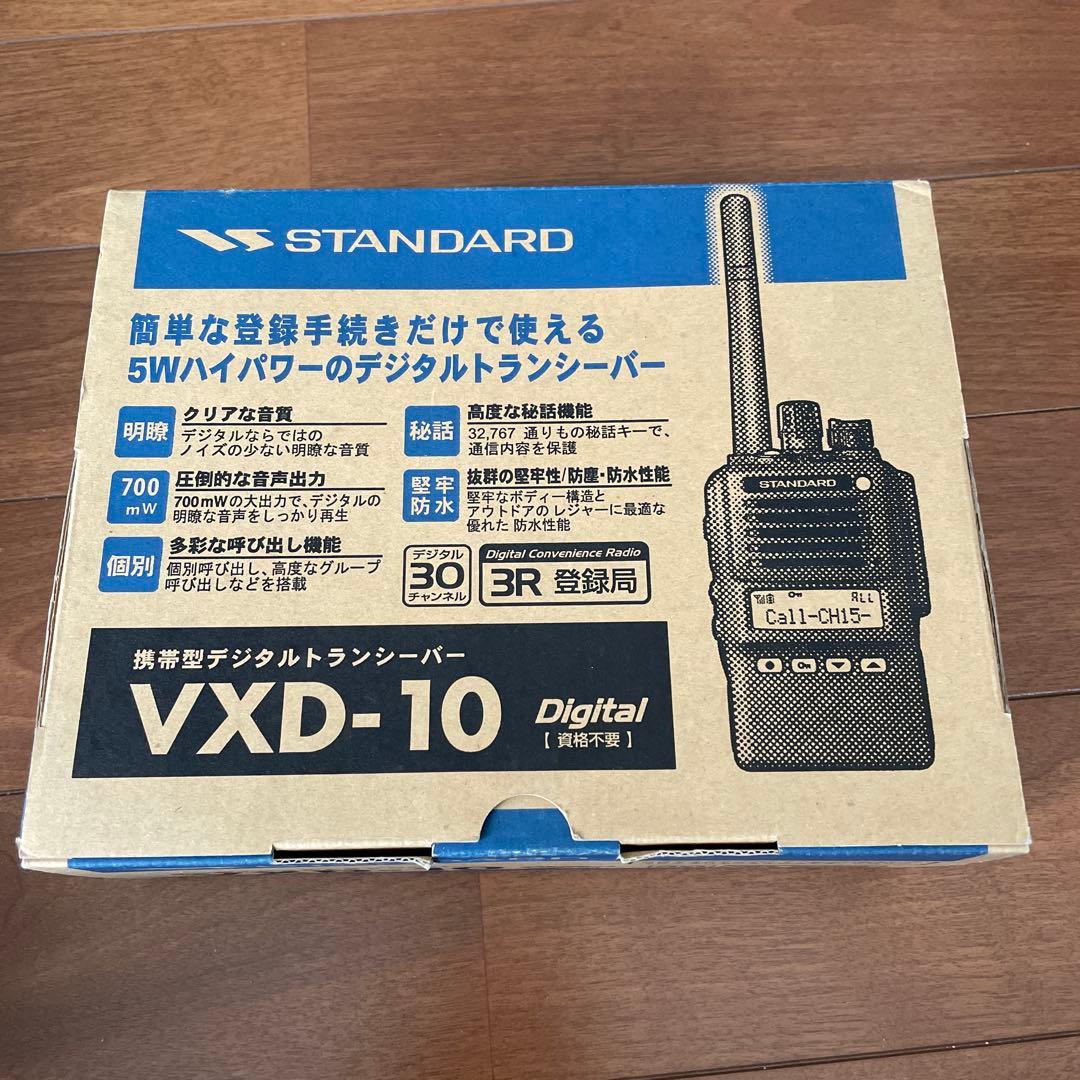 STANDARD
簡単な登録手続きだけで使える
5Wハイパワーのデジタルトランシーバー
明瞭
クリアな音質
デジタルならではの
ノイズの少ない明瞭な音質
700
mW
圧倒的な音声出力
700mWの大出力で、デジタルの
明瞭な音声をしっかり再生
個別
多彩な呼び出し機能
個別呼び出し、高度なグループ
呼び出しなどを搭載
秘話
高度な秘話機能
32,767 通りもの秘話キーで、
通信内容を保護
堅牢
防水
抜群の堅牢性/防塵・防水性能
堅牢なボディー構造と
アウトドアのレジャーに最適な
優れた 防水性能
デジタル
30
チャンネル
Digital Convenience Radio
3R 登録局
携帯型デジタルトランシーバー
VXD-10
Digital
【 資格不要 】
STANDARD
ALL
Call-CH15-